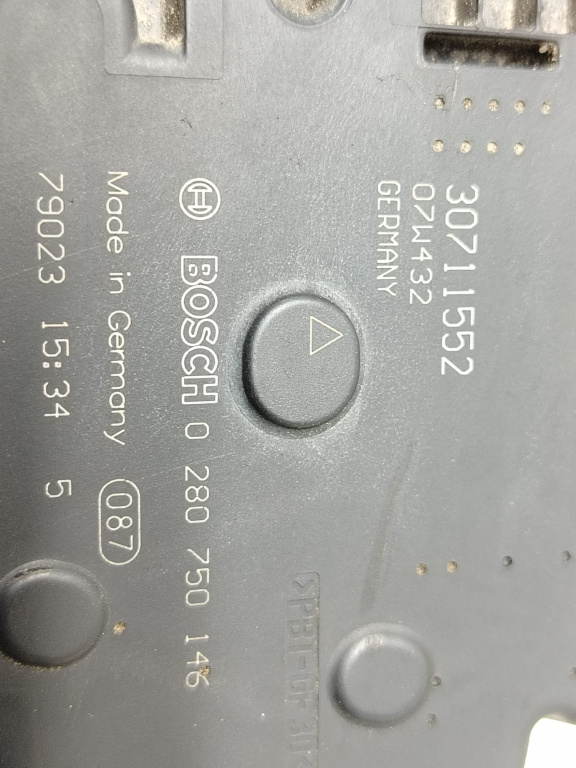 30711552
07W432
GERMANY
BOSCH 0 280 750 146
Made in Germany 087
79023 15:34 5